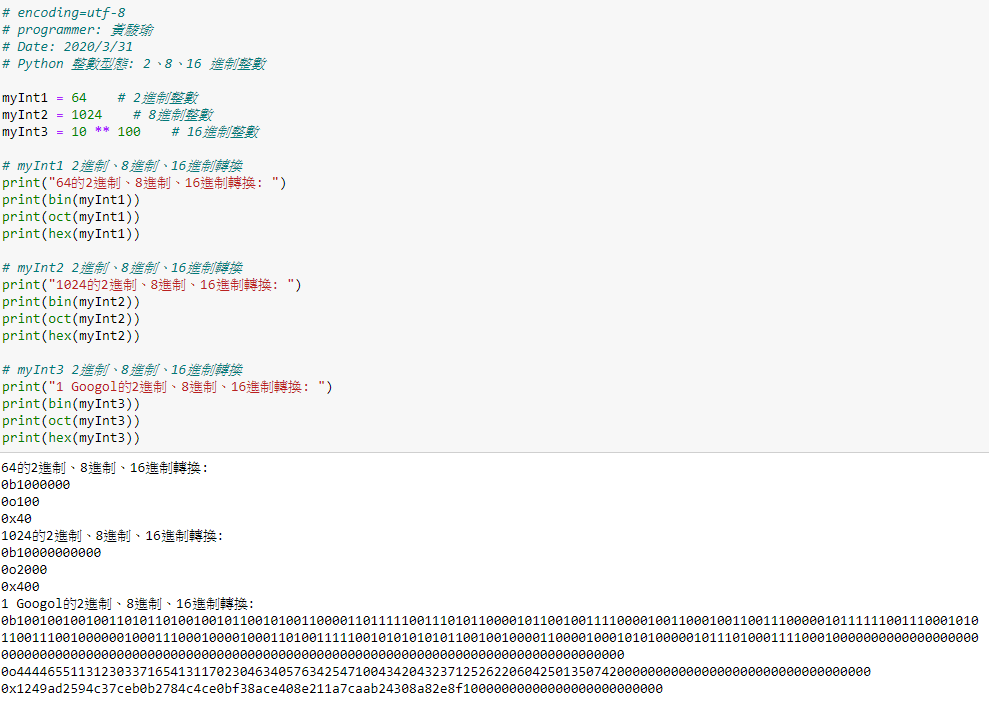 # encoding=utf-8
# programmer: 黃駿瑜
# Date: 2020/3/31
# Python 整數型態: 2、8、16 進制整數
myInt1 = 64    # 2進制整數
myInt2 = 1024    # 8進制整數
myInt3 = 10 ** 100    # 16進制整數
# myInt1 2進制、8進制、16進制轉換
print("64的2進制、8進制、16進制轉換: ")
print(bin(myInt1))
print(oct(myInt1))
print(hex(myInt1))
# myInt2 2進制、8進制、16進制轉換
print("1024的2進制、8進制、16進制轉換: ")
print(bin(myInt2))
print(oct(myInt2))
print(hex(myInt2))
# myInt3 2進制、8進制、16進制轉換
print("1 Googol的2進制、8進制、16進制轉換: ")
print(bin(myInt3))
print(oct(myInt3))
print(hex(myInt3))
64的2進制、8進制、16進制轉換:
0b1000000
0o100
0x40
1024的2進制、8進制、16進制轉換:
0b10000000000
0o2000
0x400
1 Googol的2進制、8進制、16進制轉換:
0x1249ad2594c37ceb0b2784c4ce0bf38ace408e211a7caab24308a82e8f10000000000000000000000000